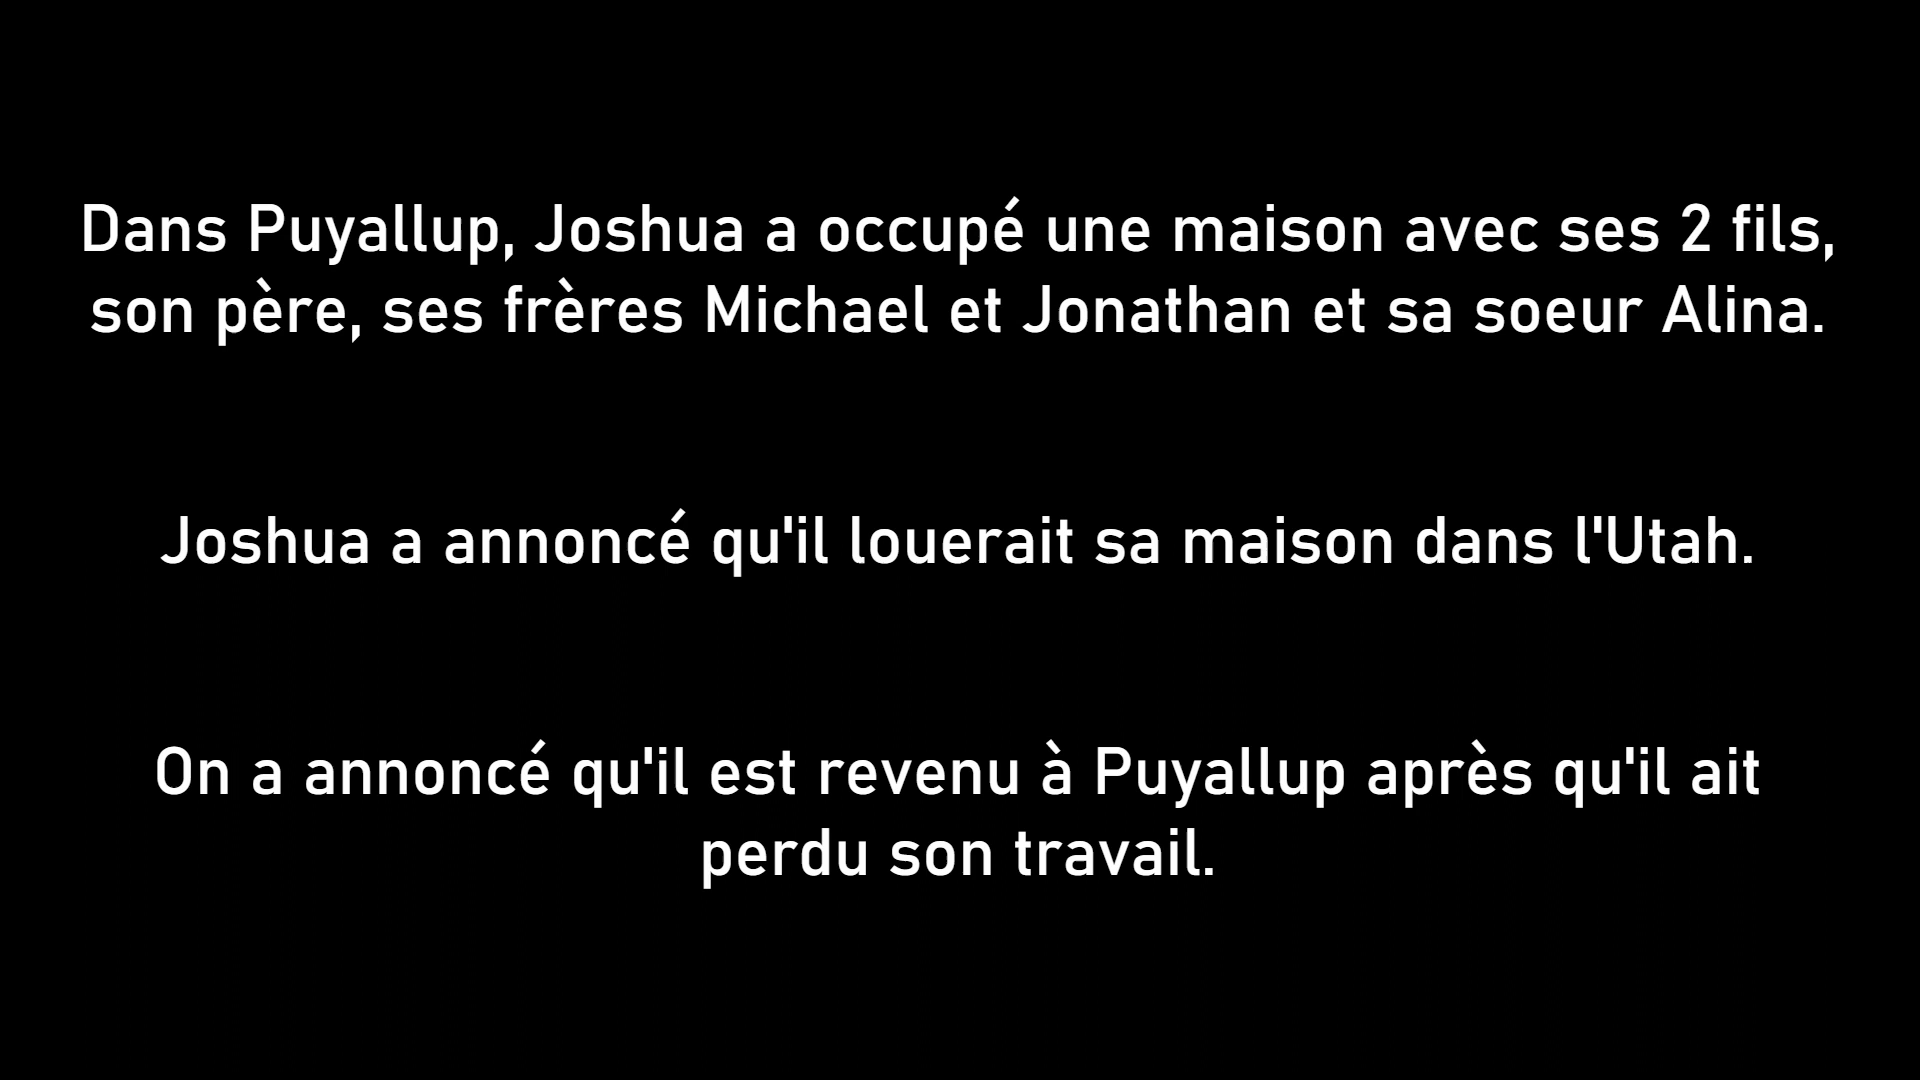 Dans Puyallup, Joshua a occupé une maison avec ses 2 fils,
son père, ses frères Michael et Jonathan et sa soeur Alina.
Joshua a annoncé qu'il louerait sa maison dans l'Utah.
On a annoncé qu'il est revenu à Puyallup après qu'il ait
perdu son travail.